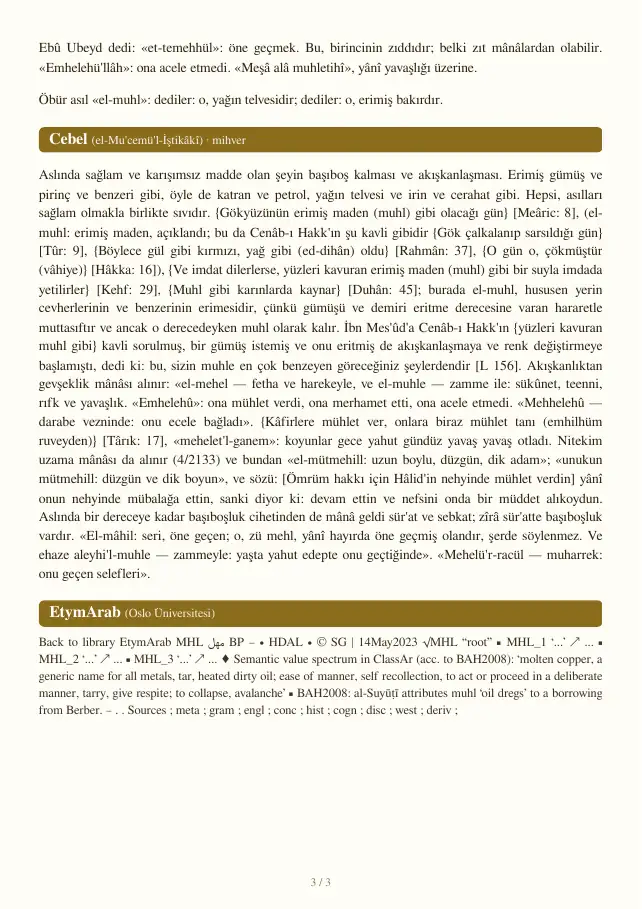 Ebû Ubeyd dedi: «et-temehhül»: öne geçmek. Bu, birincinin zıddıdır; belki zıt mânâlardan olabilir.
«Emhelehü'llâh»: ona acele etmedi. «Meşâ alâ muhletihî», yânî yavaşlığı üzerine.
Öbür asıl «el-muhl»: dediler: o, yağın telvesidir; dediler: o, erimiş bakırdır.
Cebel (el-Mu'cemü'l-İştikâkî) · mihver
Aslında sağlam ve karışımsız madde olan şeyin başıboş kalması ve akışkanlaşması. Erimiş gümüş ve
pirinç ve benzeri gibi, öyle de katran ve petrol, yağın telvesi ve irin ve cerahat gibi. Hepsi, asılları
sağlam olmakla birlikte sıvıdır. {Gökyüzünün erimiş maden (muhl) gibi olacağı gün} [Meâric: 8], (el-
muhl: erimiş maden, açıklandı; bu da Cenâb-ı Hakk'ın şu kavli gibidir {Gök çalkalanıp sarsıldığı gün}
[Tûr: 9], {Böylece gül gibi kırmızı, yağ gibi (ed-dihân) oldu} [Rahmân: 37], {O gün o, çökmüştür
(vâhiye)} [Hâkka: 16]), {Ve imdat dilerlerse, yüzleri kavuran erimiş maden (muhl) gibi bir suyla imdada
yetilirler} [Kehf: 29], {Muhl gibi karınlarda kaynar} [Duhân: 45]; burada el-muhl, hususen yerin
cevherlerinin ve benzerinin erimesidir, çünkü gümüşü ve demiri eritme derecesine varan hararetle
muttasıftır ve ancak o derecedeyken muhl olarak kalır. İbn Mes'ûd'a Cenâb-ı Hakk'ın {yüzleri kavuran
muhl gibi} kavli sorulmuş, bir gümüş istemiş ve onu eritmiş de akışkanlaşmaya ve renk değiştirmeye
başlamıştı, dedi ki: bu, sizin muhle en çok benzeyen göreceğiniz şeylerdendir [L 156]. Akışkanlıktan
gevşeklik mânâsı alınır: «el-mehel — fetha ve harekeyle, ve el-muhle — zamme ile: sükûnet, teenni,
rıfk ve yavaşlık. «Emhelehû»: ona mühlet verdi, ona merhamet etti, ona acele etmedi. «Mehhelehû —
darabe vezninde: onu ecele bağladı». {Kâfirlere mühlet ver, onlara biraz mühlet tanı (emhilhüm
ruveyden)} [Târık: 17], «mehelet'l-ganem»: koyunlar gece yahut gündüz yavaş yavaş otladı. Nitekim
uzama mânâsı da alınır (4/2133) ve bundan «el-mütmehill: uzun boylu, düzgün, dik adam»; «unukun
mütmehill: düzgün ve dik boyun», ve sözü: [Ömrüm hakkı için Hâlid'in nehyinde mühlet verdin] yânî
onun nehyinde mübalağa ettin, sanki diyor ki: devam ettin ve nefsini onda bir müddet alıkoydun.
Aslında bir dereceye kadar başıboşluk cihetinden de mânâ geldi sür'at ve sebkat; zîrâ sür'atte başıboşluk
vardır. «El-mâhil: seri, öne geçen; o, zü mehl, yânî hayırda öne geçmiş olandır, şerde söylenmez. Ve
ehaze aleyhi'l-muhle — zammeyle: yaşta yahut edepte onu geçtiğinde». «Mehelü'r-racül — muharrek:
onu geçen selefleri».
EtymArab (Oslo Üniversitesi)
Back to library EtymArab MHL مهل BP – • HDAL • © SG | 14May2023 √MHL “root” ▪ MHL_1 ‘...’ ↗ ... ▪
MHL_2 ‘...’ ↗ ... ▪ MHL_3 ‘...’ ↗ ... ♦ Semantic value spectrum in ClassAr (acc. to BAH2008): ‘molten copper, a
generic name for all metals, tar, heated dirty oil; ease of manner, self recollection, to act or proceed in a deliberate
manner, tarry, give respite; to collapse, avalanche’ ▪ BAH2008: al-Suyūṭī attributes muhl ‘oil dregs’ to a borrowing
from Berber. – . . Sources ; meta ; gram ; engl ; conc ; hist ; cogn ; disc ; west ; deriv ;
3 / 3